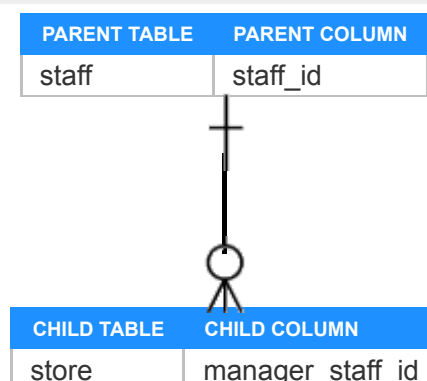 PARENT TABLE PARENT COLUMN
staff staff_id
CHILD TABLE CHILD COLUMN
store manager_staff_id